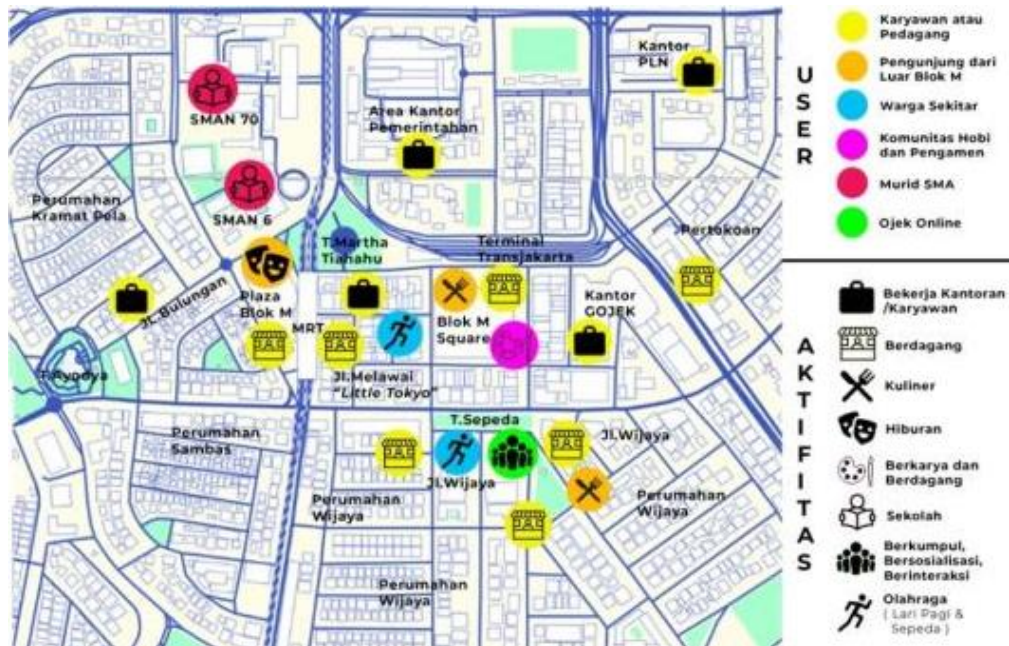 Kantor
PLN
SMAN 70
Area Kantor
Pemerintahan
Perumahan
Kramat Pela
SMAN 6
T.Martha
Tiahahu
Terminal
Transjakarta
Pertokoan
JL.Bulungan
Plaza
Blok M
MRT
Blok M
Square
Kantor
GOJEK
T.Ayodya
Jl.Melawai
"Little Tokyo"
T.Sepeda
Perumahan
Sambas
Jl.Wijaya
Jl.Wijaya
Perumahan
Wijaya
Perumahan
Wijaya
Perumahan
Wijaya
USER
Karyawan atau
Pedagang
Pengunjung dari
Luar Blok M
Warga Sekitar
Komunitas Hobi
dan Pengamen
Murid SMA
Ojek Online
AKTIFITAS
Bekerja Kantoran
/Karyawan
Berdagang
Kuliner
Hiburan
Berkarya dan
Berdagang
Sekolah
Berkumpul,
Bersosialisasi,
Berinteraksi
Olahraga
( Lari Pagi &
Sepeda )